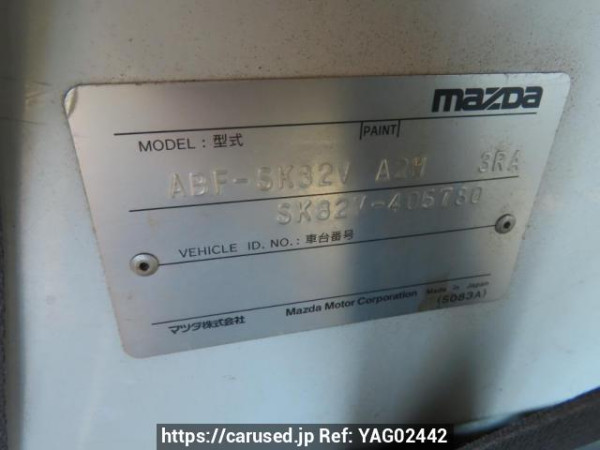 mazda
MODEL : 型式 PAINT
ABF-SK82V A2H 3RA
SK82V-405780
VEHICLE ID. NO. : 車台番号
マツダ株式会社 Mazda Motor Corporation Made in Japan
(S083A)
https://carused.jp Ref: YAG02442